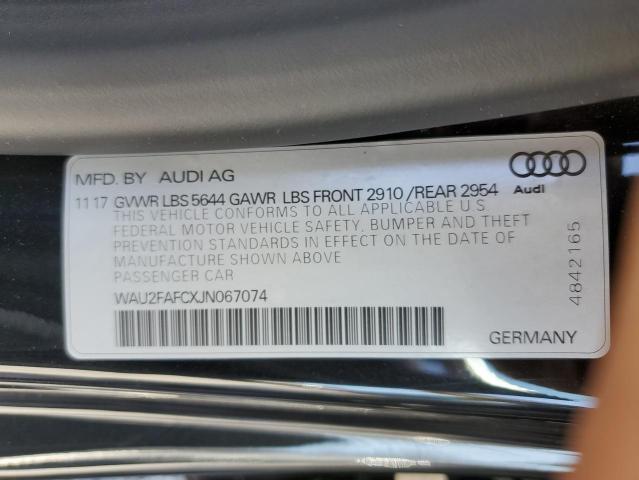 MFD. BY AUDI AG
11 17 GVWR LBS 5644 GAWR LBS FRONT 2910 /REAR 2954
Audi
THIS VEHICLE CONFORMS TO ALL APPLICABLE U S
FEDERAL MOTOR VEHICLE SAFETY, BUMPER AND THEFT
PREVENTION STANDARDS IN EFFECT ON THE DATE OF
MANUFACTURE SHOWN ABOVE
PASSENGER CAR
WAU2FAFCXJN067074
4842165
GERMANY